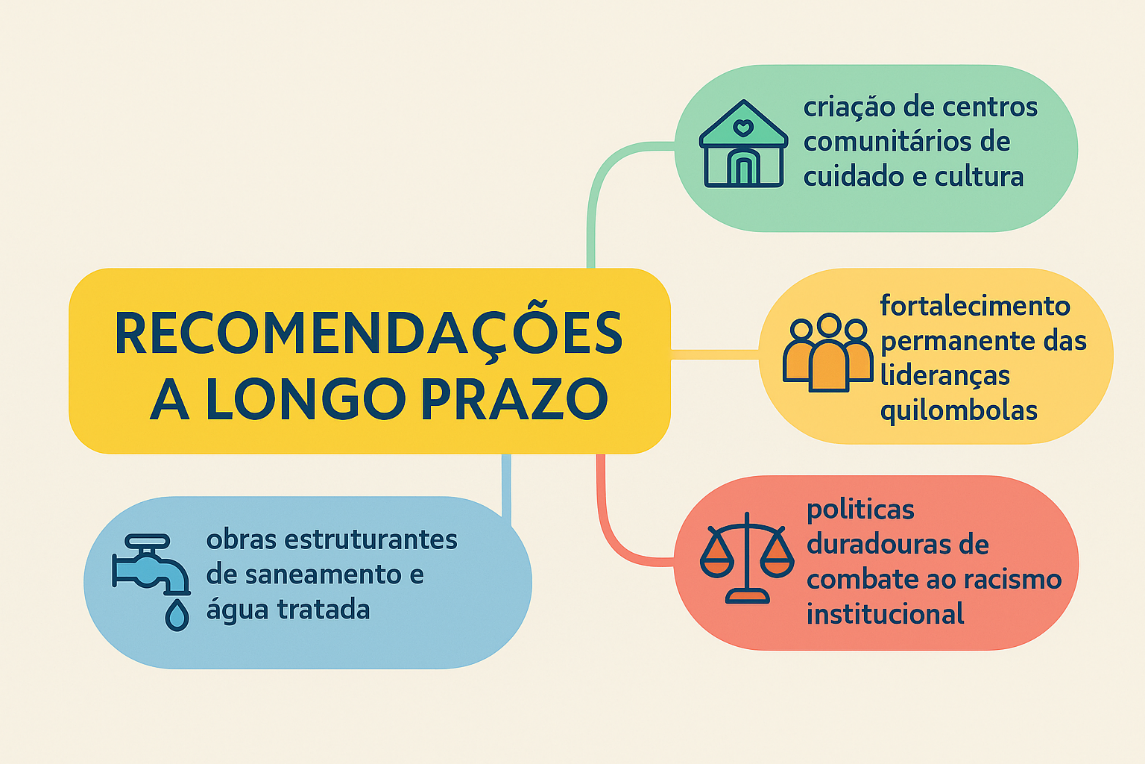 RECOMENDAÇÕES
A LONGO PRAZO
criação de centros
comunitários de
cuidado e cultura
fortalecimento
permanente das
lideranças
quilombolas
politicas
duradouras de
combate ao racismo
institucional
obras estruturantes
de saneamento e
água tratada